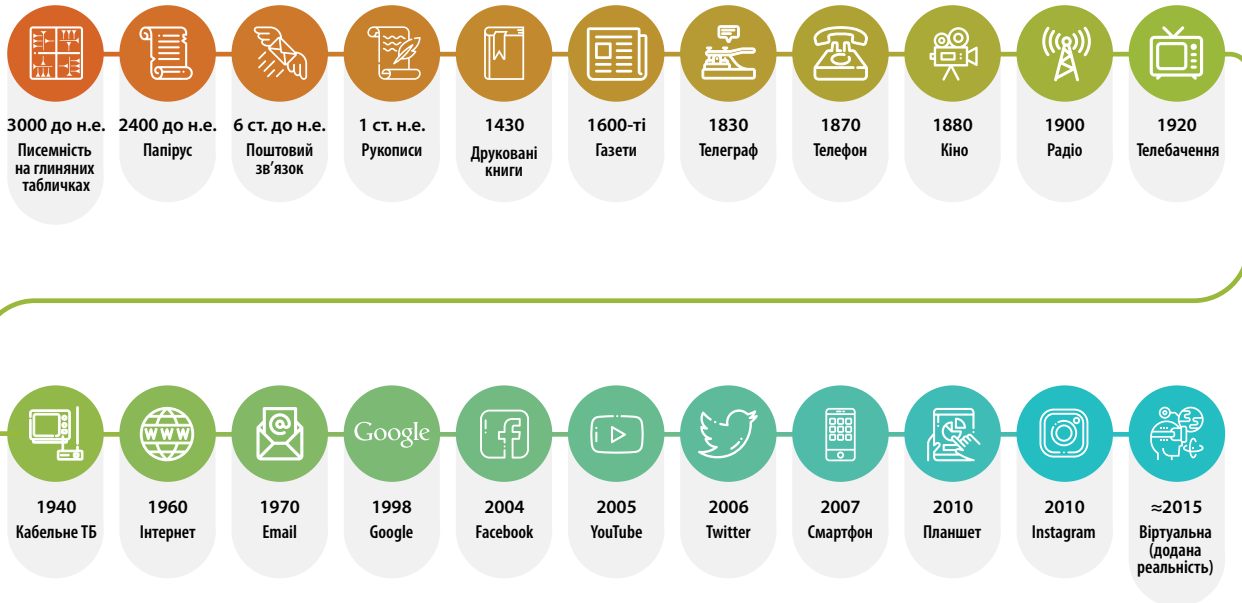 3000 до н.е.
Писемність
на глиняних
табличках
2400 до н.е.
Папірус
6 ст. до н.е.
Поштовий
зв’язок
1 ст. н.е.
Рукописи
1430
Друковані
книги
1600-ті
Газети
1830
Телеграф
1870
Телефон
1880
Кіно
1900
Радіо
1920
Телебачення
1940
Кабельне ТБ
WWW
1960
Інтернет
@
1970
Email
Google
1998
Google
f
2004
Facebook
2005
YouTube
2006
Twitter
2007
Смартфон
2010
Планшет
2010
Instagram
≈2015
Віртуальна
(додана
реальність)